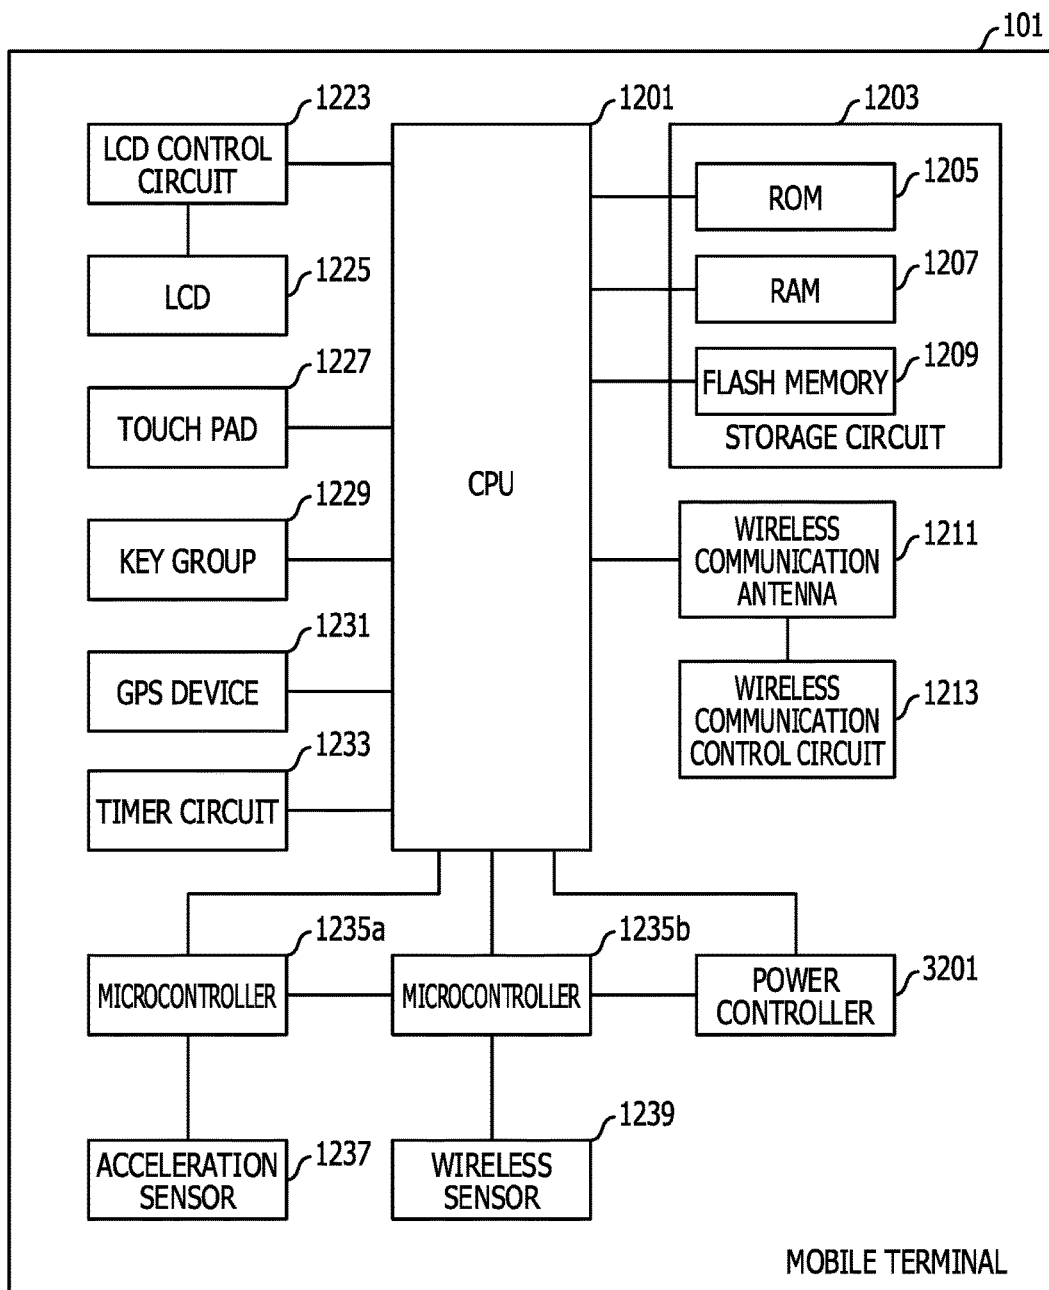 101
1223
LCD CONTROL
CIRCUIT
1225
LCD
1227
TOUCH PAD
1229
KEY GROUP
1231
GPS DEVICE
1233
TIMER CIRCUIT
1201
CPU
1203
1205
ROM
1207
RAM
1209
FLASH MEMORY
STORAGE CIRCUIT
1211
WIRELESS
COMMUNICATION
ANTENNA
1213
WIRELESS
COMMUNICATION
CONTROL CIRCUIT
1235a
MICROCONTROLLER
1235b
MICROCONTROLLER
3201
POWER
CONTROLLER
1237
ACCELERATION
SENSOR
1239
WIRELESS
SENSOR
MOBILE TERMINAL